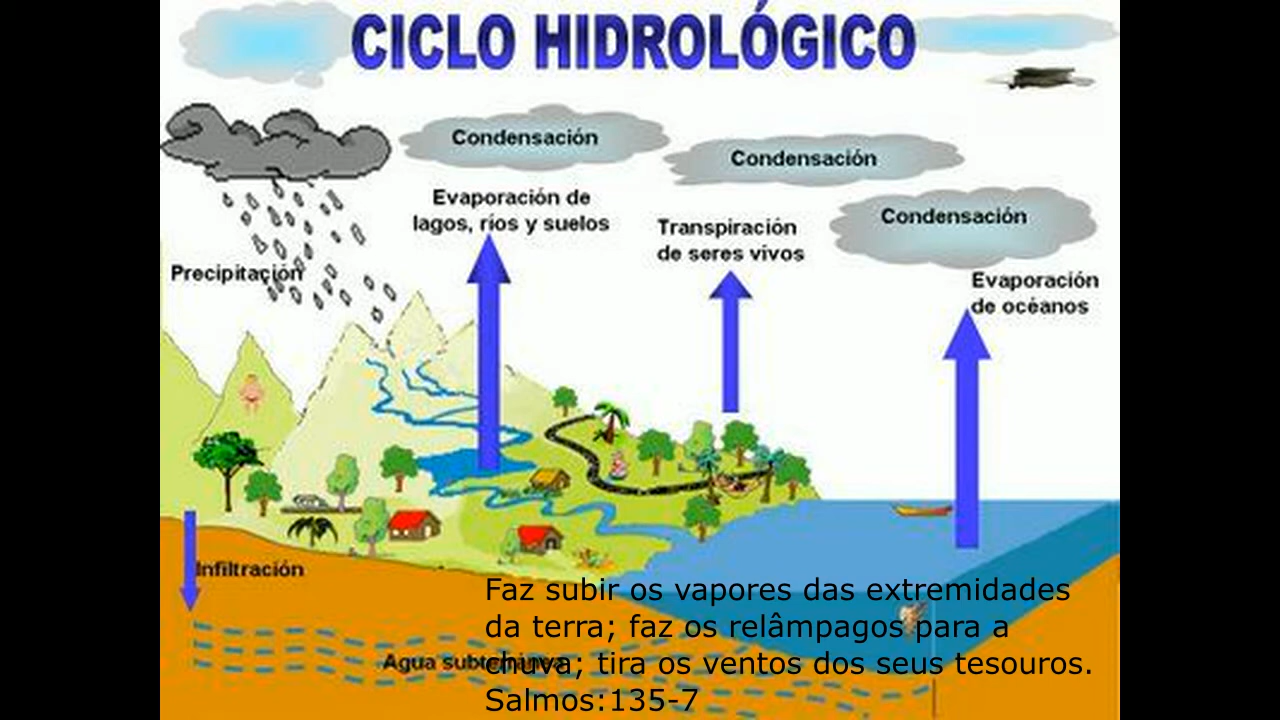 CICLO HIDROLÓGICO
Condensación
Condensación
Condensación
Evaporación de
lagos, ríos y suelos
Transpiración
de seres vivos
Evaporación
de océanos
Precipitación
Infiltración
Agua subterránea
Faz subir os vapores das extremidades
da terra; faz os relâmpagos para a
chuva; tira os ventos dos seus tesouros.
Salmos:135-7